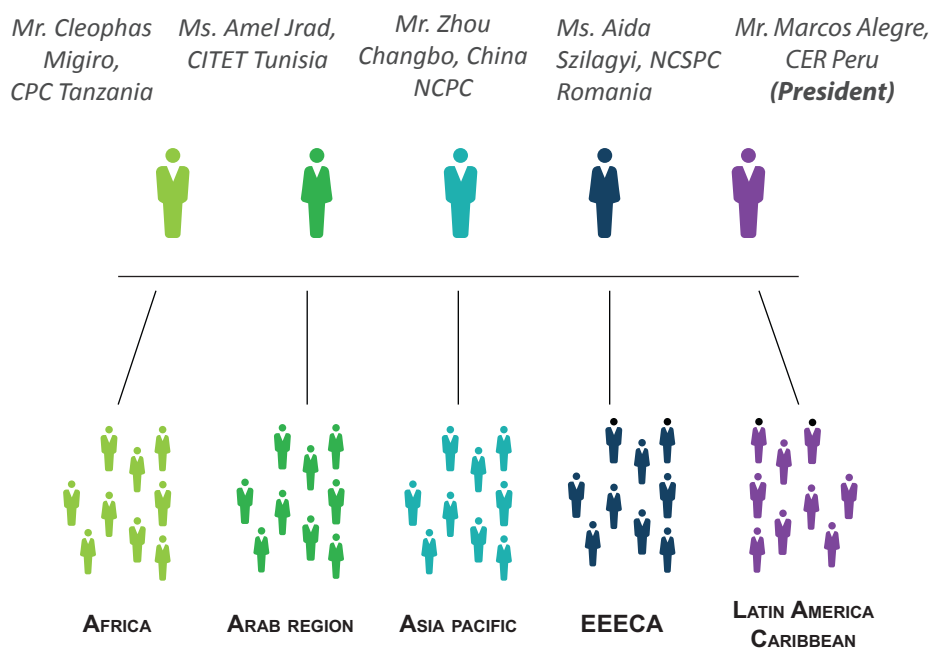 Mr. Cleophas
Migiro,
CPC Tanzania
Ms. Amel Jrad,
CITET Tunisia
Mr. Zhou
Changbo, China
NCPC
Ms. Aida
Szilagyi, NCSPC
Romania
Mr. Marcos Alegre,
CER Peru
(President)
Africa
Arab region
Asia pacific
EEECA
Latin America
Caribbean